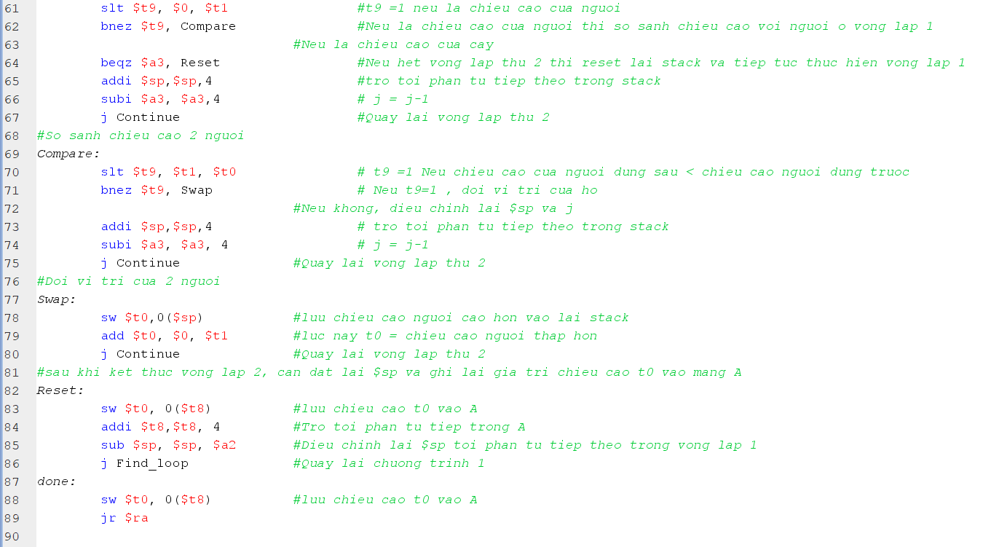 61 slt $t9, $0, $t1 #t9 =1 neu la chieu cao cua nguoi
62 bnez $t9, Compare #Neu la chieu cao cua nguoi thi so sanh chieu cao voi nguoi o vong lap 1
63 #Neu la chieu cao cua cay
64 beqz $a3, Reset #Neu het vong lap thu 2 thi reset lai stack va tiep tuc thuc hien vong lap 1
65 addi $sp,$sp,4 #tro toi phan tu tiep theo trong stack
66 subi $a3, $a3,4 # j = j-1
67 j Continue #Quay lai vong lap thu 2
68 #So sanh chieu cao 2 nguoi
69 Compare:
70 slt $t9, $t1, $t0 # t9 =1 Neu chieu cao cua nguoi dung sau < chieu cao nguoi dung truoc
71 bnez $t9, Swap # Neu t9=1 , doi vi tri cua ho
72 #Neu khong, dieu chinh lai $sp va j
73 addi $sp,$sp,4 # tro toi phan tu tiep theo trong stack
74 subi $a3, $a3, 4 # j = j-1
75 j Continue #Quay lai vong lap thu 2
76 #Doi vi tri cua 2 nguoi
77 Swap:
78 sw $t0,0($sp) #luu chieu cao nguoi cao hon vao lai stack
79 add $t0, $0, $t1 #luc nay t0 = chieu cao nguoi thap hon
80 j Continue #Quay lai vong lap thu 2
81 #sau khi ket thuc vong lap 2, can dat lai $sp va ghi lai gia tri chieu cao t0 vao mang A
82 Reset:
83 sw $t0, 0($t8) #luu chieu cao t0 vao A
84 addi $t8,$t8, 4 #Tro toi phan tu tiep trong A
85 sub $sp, $sp, $a2 #Dieu chinh lai $sp toi phan tu tiep theo trong vong lap 1
86 j Find_loop #Quay lai chuong trinh 1
87 done:
88 sw $t0, 0($t8) #luu chieu cao t0 vao A
89 jr $ra
90